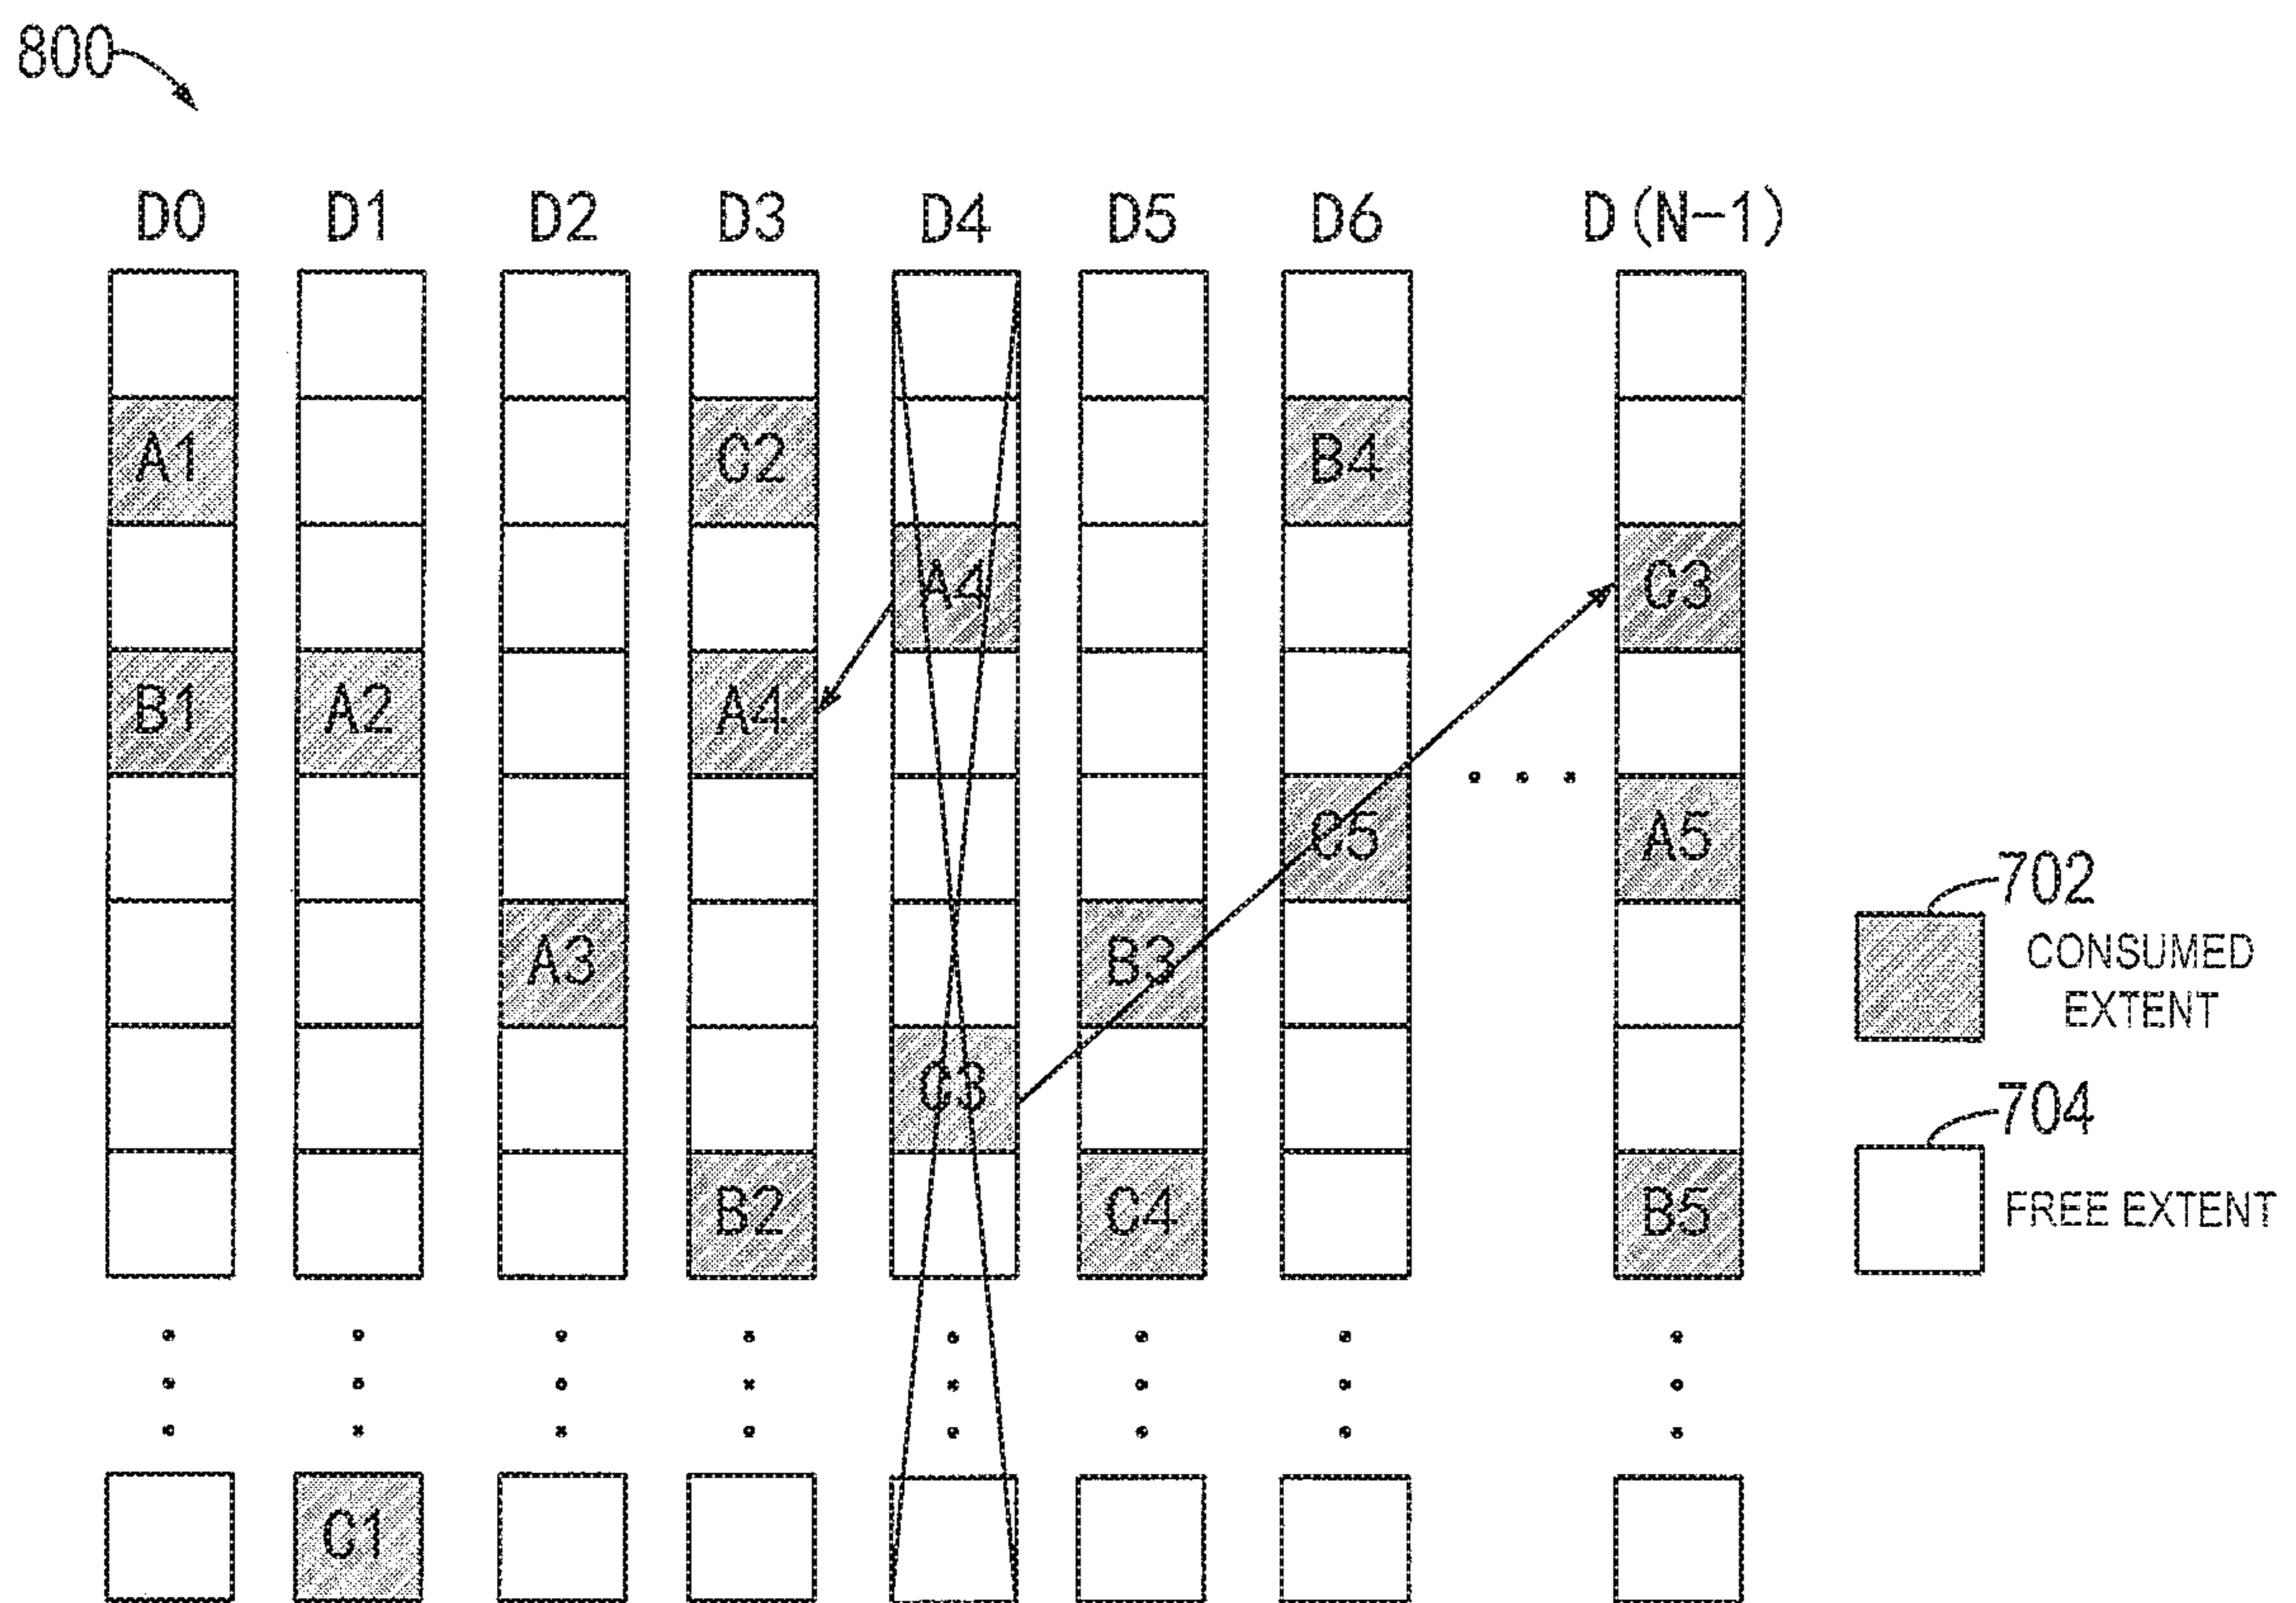 800
D0 D1 D2 D3 D4 D5 D6 D(N-1)
A1 C2 B4
A4 C3
B1 A2 A4
C5 A5
A3 B3
C3
B2 C4 B5
C1
702
CONSUMED
EXTENT
704
FREE EXTENT